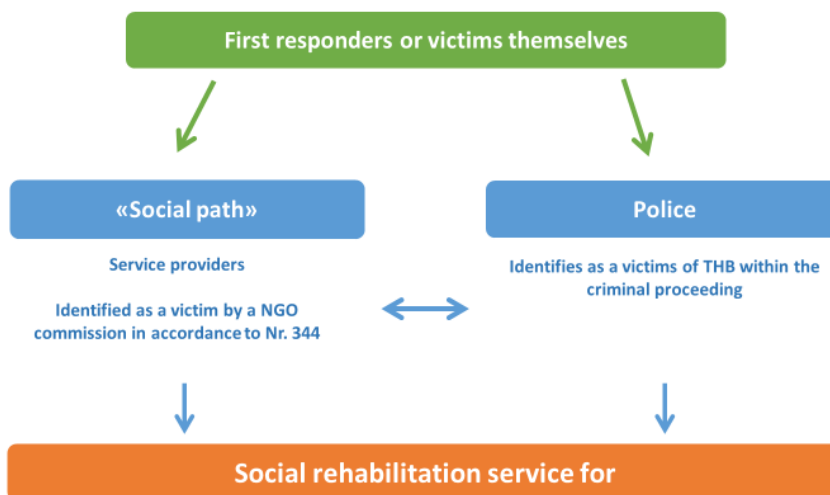 First responders or victims themselves
«Social path»
Police
Service providers
Identified as a victim by a NGO
commission in accordance to Nr. 344
Identifies as a victims of THB within the
criminal proceeding
Social rehabilitation service for